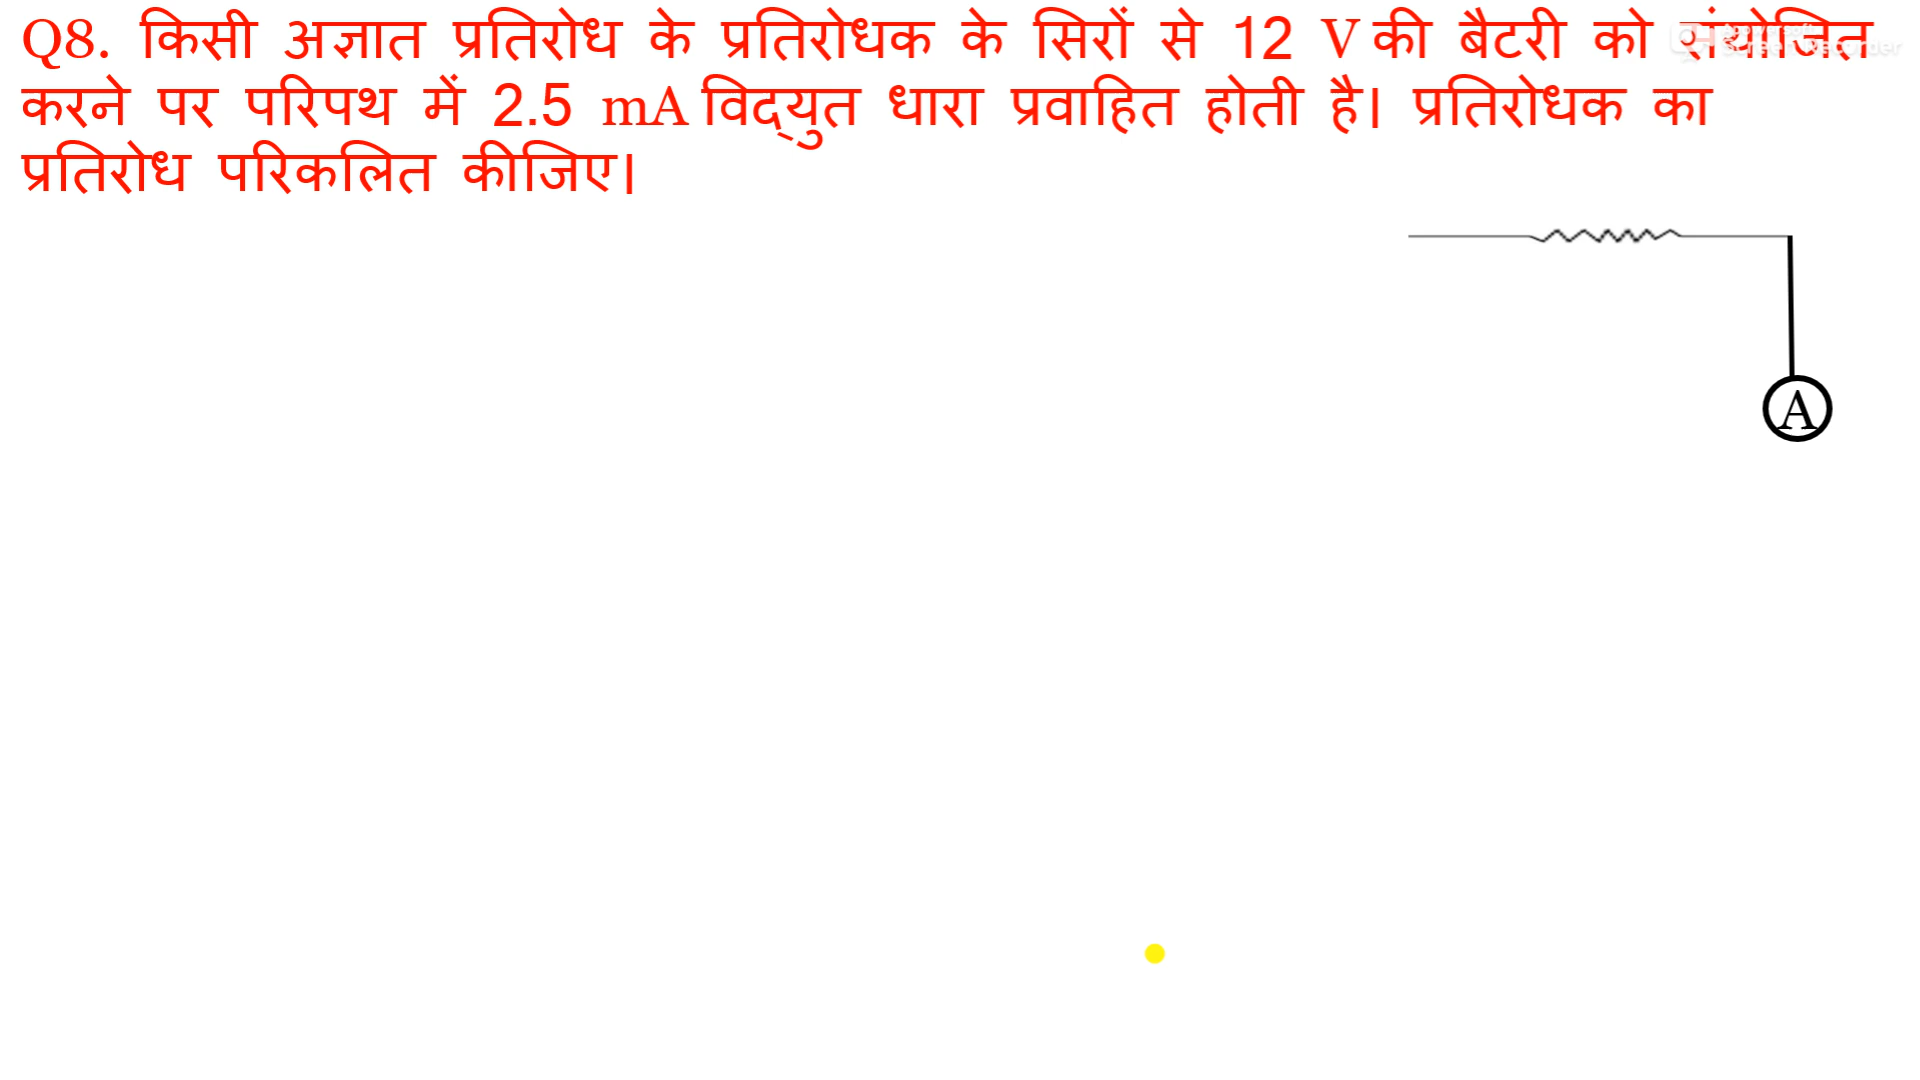 Q8. किसी अज्ञात प्रतिरोध के प्रतिरोधक के सिरों से 12 V की बैटरी को संयोजित
करने पर परिपथ में 2.5 mA विद्युत धारा प्रवाहित होती है। प्रतिरोधक का
प्रतिरोध परिकलित कीजिए।
A